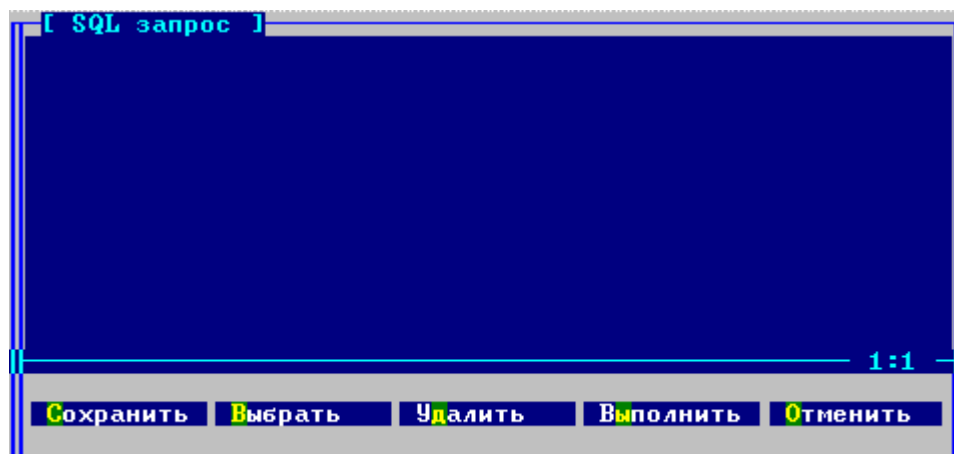 [ SQL запрос ]
1:1
Сохранить Выбрать Удалить Выполнить Отменить